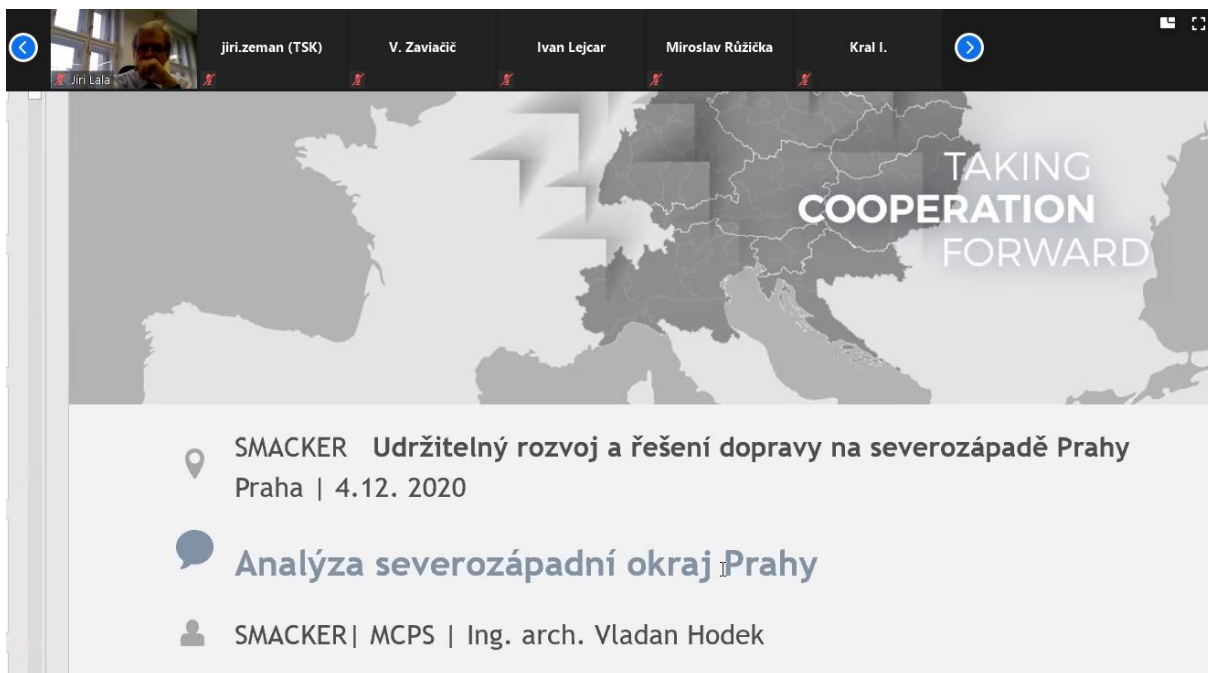 Jiri Lala
jiri.zeman (TSK)
V. Zaviačič
Ivan Lejcar
Miroslav Růžička
Kral I.
TAKING
COOPERATION
FORWARD
SMACKER Udržitelný rozvoj a řešení dopravy na severozápadě Prahy
Praha | 4.12. 2020
Analýza severozápadní okraj Prahy
SMACKER| MCPS | Ing. arch. Vladan Hodek